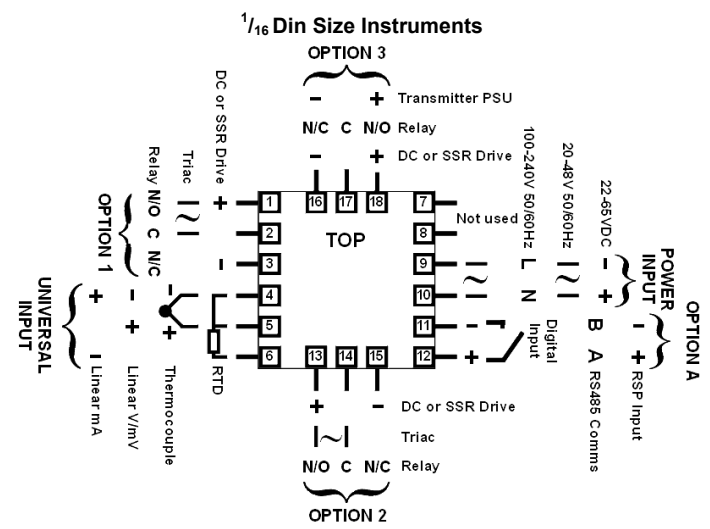 1/16 Din Size Instruments
OPTION 3
– + Transmitter PSU
N/C C N/O Relay
– + DC or SSR Drive
16 17 18
TOP
1
2
3
4
5
6
7
8
9
10
11
12
13 14 15
DC or SSR Drive
+
–
Triac
~
Relay N/O C N/C
OPTION 1
UNIVERSAL
INPUT
+ – Linear mA
– + Linear V/mV
– + Thermocouple
RTD
Not used
~
100-240V 50/60Hz
L
N
20-48V 50/60Hz
~
22-65VDC
–
+
POWER
INPUT
–
+
Digital
Input
B A RS485 Comms
– + RSP Input
OPTION A
+ – DC or SSR Drive
~ Triac
N/O C N/C Relay
OPTION 2